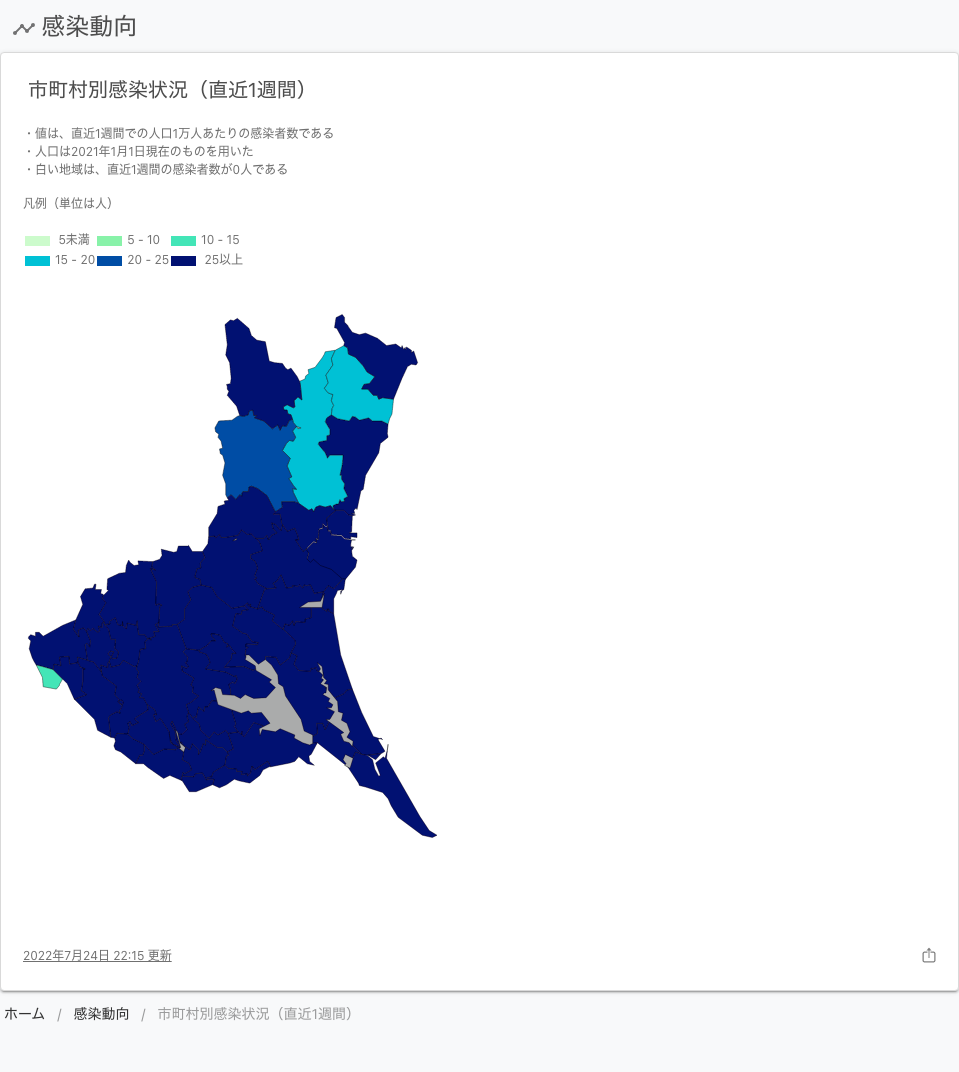 感染動向
市町村別感染状況（直近1週間）
・値は、直近1週間での人口1万人あたりの感染者数である
・人口は2021年1月1日現在のものを用いた
・白い地域は、直近1週間の感染者数が0人である
凡例（単位は人）
5未満 5 - 10 10 - 15
15 - 20 20 - 25 25以上
2022年7月24日 22:15 更新
ホーム / 感染動向 / 市町村別感染状況（直近1週間）